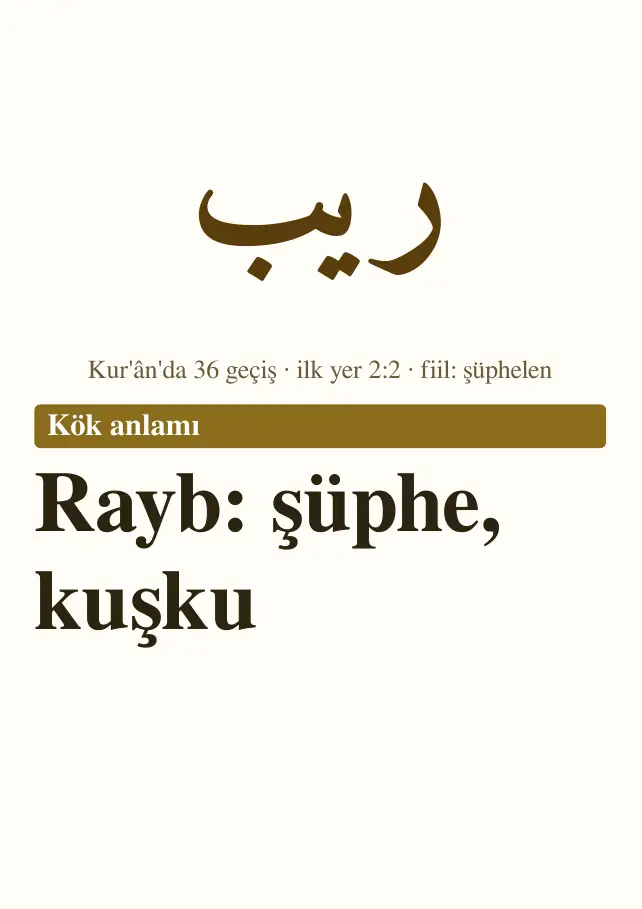 ريب
Kur'ân'da 36 geçiş · ilk yer 2:2 · fiil: şüphelen
Kök anlamı
Rayb: şüphe,
kuşku